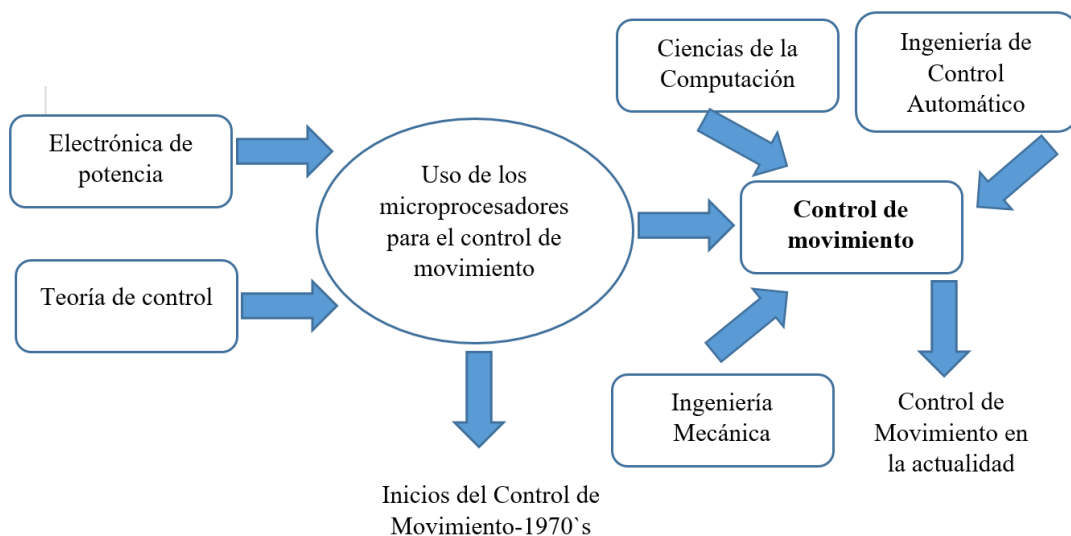 Electrónica de
potencia
Teoría de control
Uso de los
microprocesadores
para el control de
movimiento
Inicios del Control de
Movimiento-1970`s
Ciencias de la
Computación
Ingeniería de
Control
Automático
Control de
movimiento
Ingeniería
Mecánica
Control de
Movimiento en
la actualidad